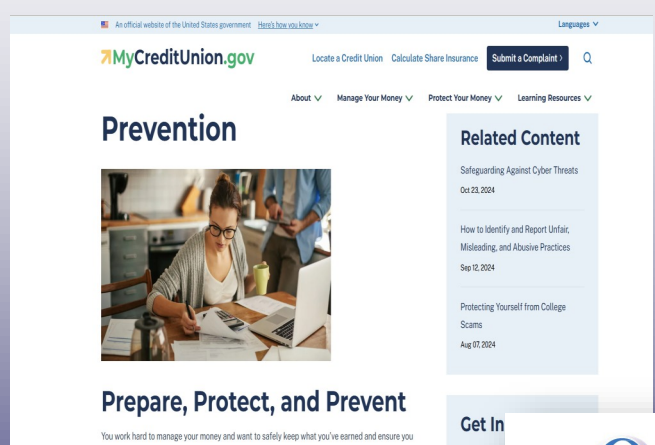 An official website of the United States government Here's how you know
Languages
MyCreditUnion.gov
Locate a Credit Union Calculate Share Insurance Submit a Complaint
About Manage Your Money Protect Your Money Learning Resources
Prevention
Related Content
Safeguarding Against Cyber Threats
Oct 23, 2024
How to Identify and Report Unfair,
Misleading, and Abusive Practices
Sep 12, 2024
Protecting Yourself from College
Scams
Aug 07, 2024
Prepare, Protect, and Prevent
You work hard to manage your money and want to safely keep what you've earned and ensure you
Get In